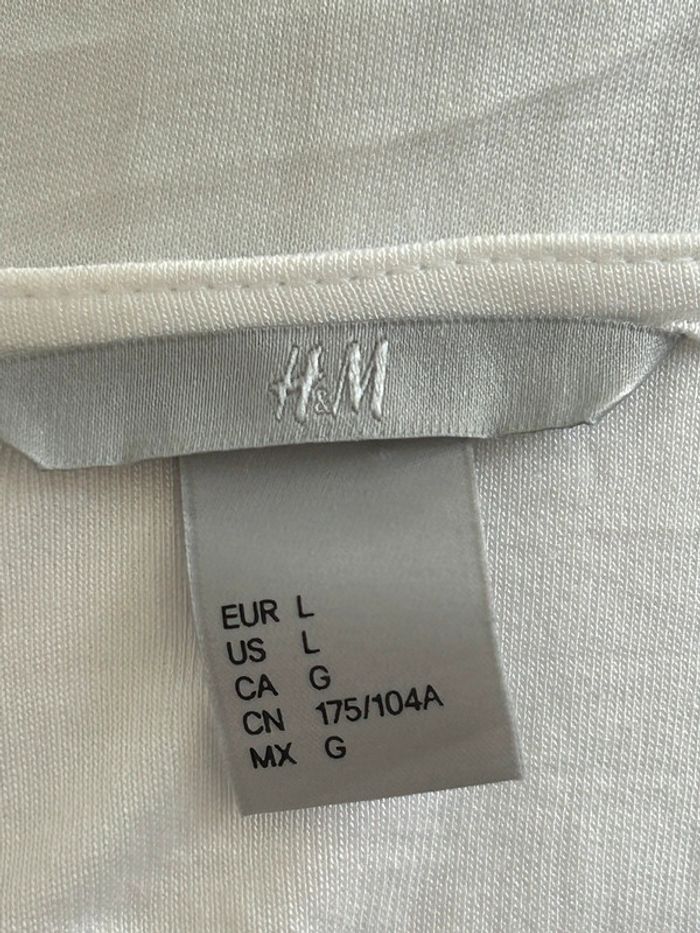 H&M
EUR L
US L
CA G
CN 175/104A
MX G